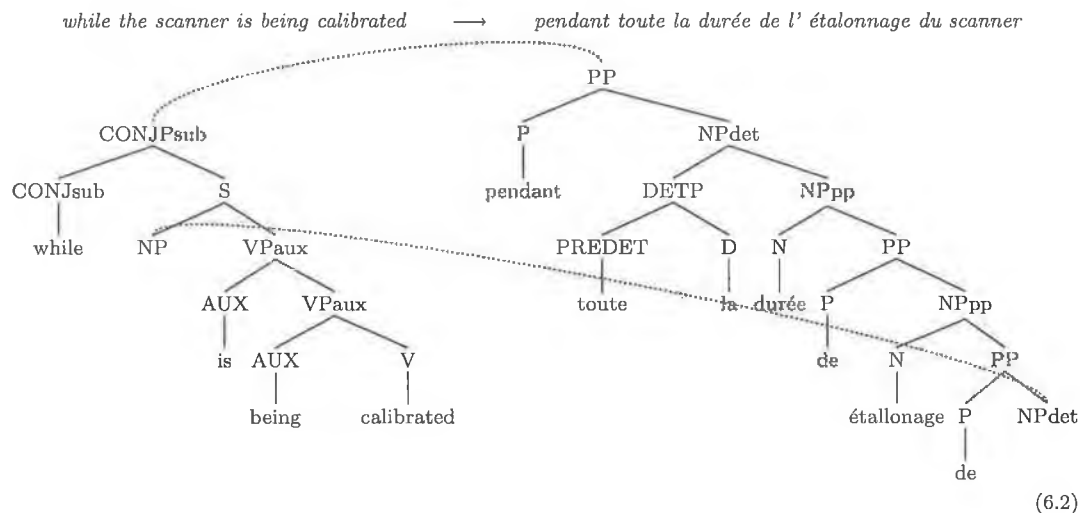 while the scanner is being calibrated → pendant toute la durée de l' étalonnage du scanner
PP
CONJPsub P NPdet
CONJsub S pendant DETP NPpp
while NP VPaux PREDET D N PP
AUX VPaux toute la durée P NPpp
is AUX V de N PP
being calibrated étallonage P NPdet
de
(6.2)